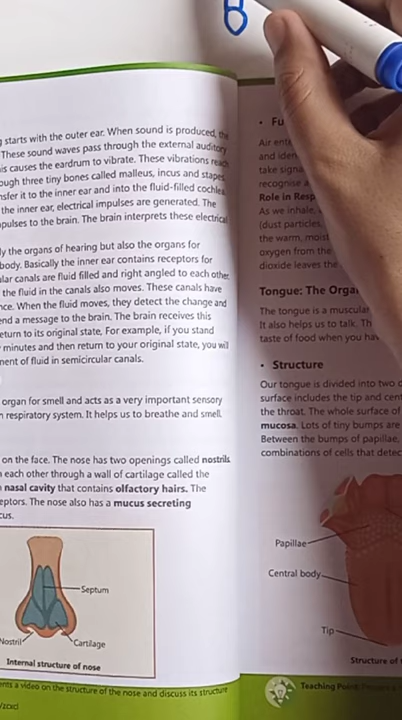 starts with the outer ear. When sound is produced, the
These sound waves pass through the external auditory
is causes the eardrum to vibrate. These vibrations reach
ough three tiny bones called malleus, incus and stapes.
nsfer it to the inner ear and into the fluid-filled cochlea.
the inner ear, electrical impulses are generated. The
pulses to the brain. The brain interprets these electrical
ly the organs of hearing but also the organs for
body. Basically the inner ear contains receptors for
lar canals are fluid filled and right angled to each other.
the fluid in the canals also moves. These canals have
nce. When the fluid moves, they detect the change and
end a message to the brain. The brain receives this
eturn to its original state. For example, if you stand
minutes and then return to your original state, you will
ment of fluid in semicircular canals.
organ for smell and acts as a very important sensory
n respiratory system. It helps us to breathe and smell.
on the face. The nose has two openings called nostrils.
each other through a wall of cartilage called the
nasal cavity that contains olfactory hairs. The
eptors. The nose also has a mucus secreting
cus.
Septum
Nostril
Cartilage
Internal structure of nose
ents a video on the structure of the nose and discuss its structure
/zcxcl
• Fu
Air ente
and iden
take signa
recognise a
Role in Resp
As we inhale,
(dust particles,
the warm, moist
oxygen from the
dioxide leaves the
Tongue: The Orga
The tongue is a muscular
It also helps us to talk. Th
taste of food when you hav
• Structure
Our tongue is divided into two
surface includes the tip and cent
the throat. The whole surface of
mucosa. Lots of tiny bumps are
Between the bumps of papillae,
combinations of cells that detec
Papillae
Central body
Tip
Structure of
Teaching Point: